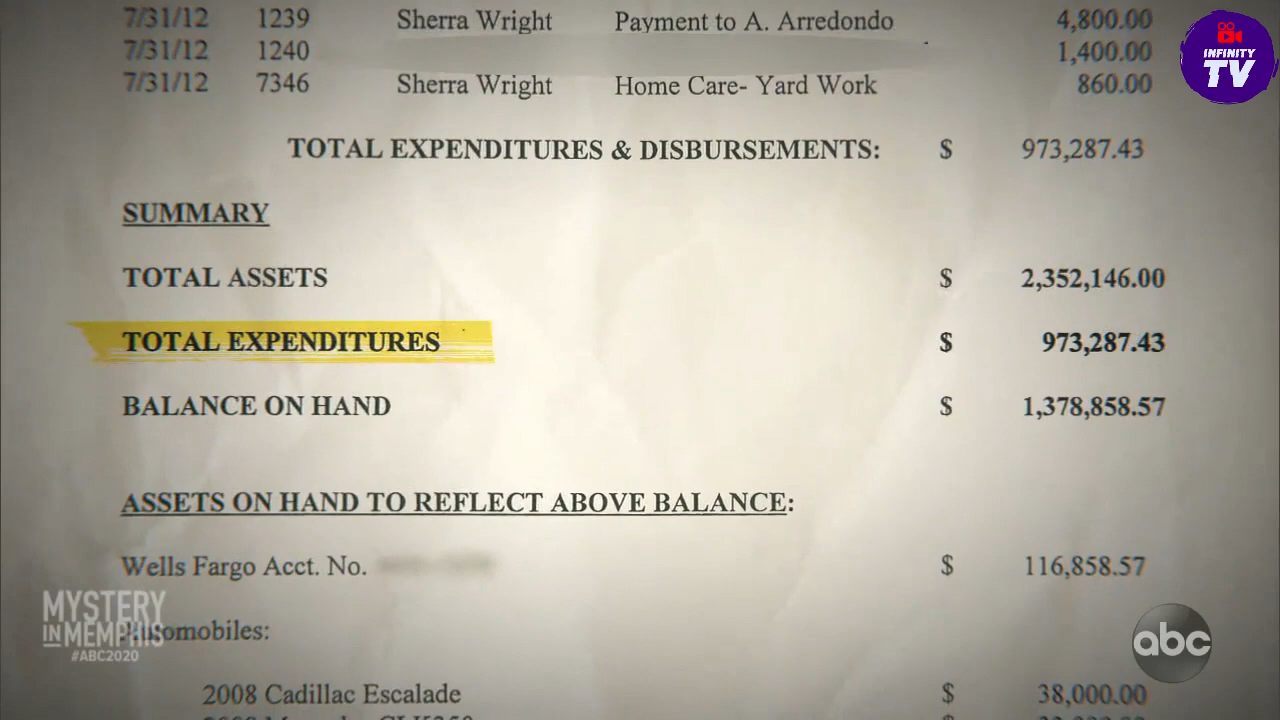 7/31/12 1239 Sherra Wright Payment to A. Arredondo 4,800.00
7/31/12 1240 1,400.00
7/31/12 7346 Sherra Wright Home Care- Yard Work 860.00
INFINITY
TV
TOTAL EXPENDITURES & DISBURSEMENTS: $ 973,287.43
SUMMARY
TOTAL ASSETS $ 2,352,146.00
TOTAL EXPENDITURES $ 973,287.43
BALANCE ON HAND $ 1,378,858.57
ASSETS ON HAND TO REFLECT ABOVE BALANCE:
Wells Fargo Acct. No. $ 116,858.57
Automobiles:
MYSTERY
IN MEMPHIS
#ABC2020
abc
2008 Cadillac Escalade $ 38,000.00